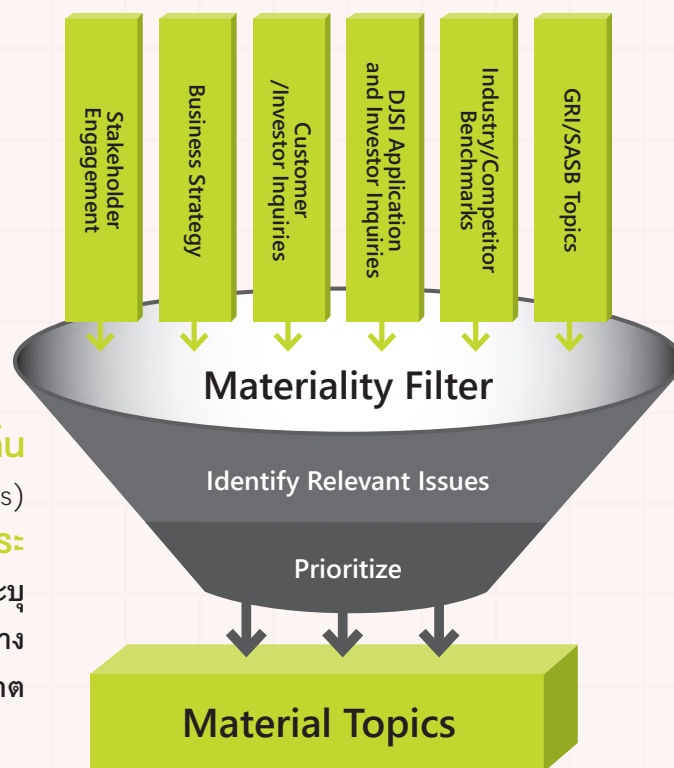 Stakeholder
Engagement
Business Strategy
Customer
/Investor Inquiries
DJSI Application
and Investor Inquiries
Industry/Competitor
Benchmarks
GRI/SASB Topics
Materiality Filter
Identify Relevant Issues
Prioritize
Material Topics
s)